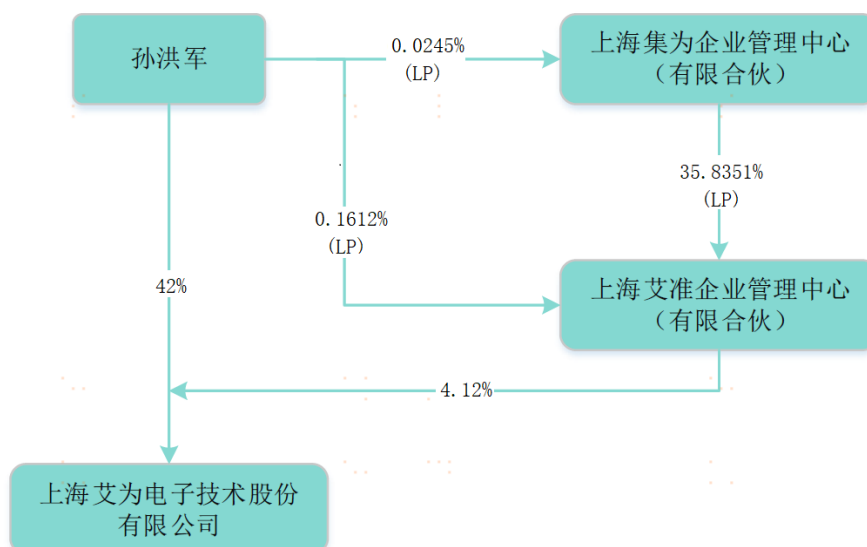 孙洪军
0.0245%
(LP)
上海集为企业管理中心
（有限合伙）
35.8351%
(LP)
0.1612%
(LP)
42%
上海艾准企业管理中心
（有限合伙）
4.12%
上海艾为电子技术股份
有限公司